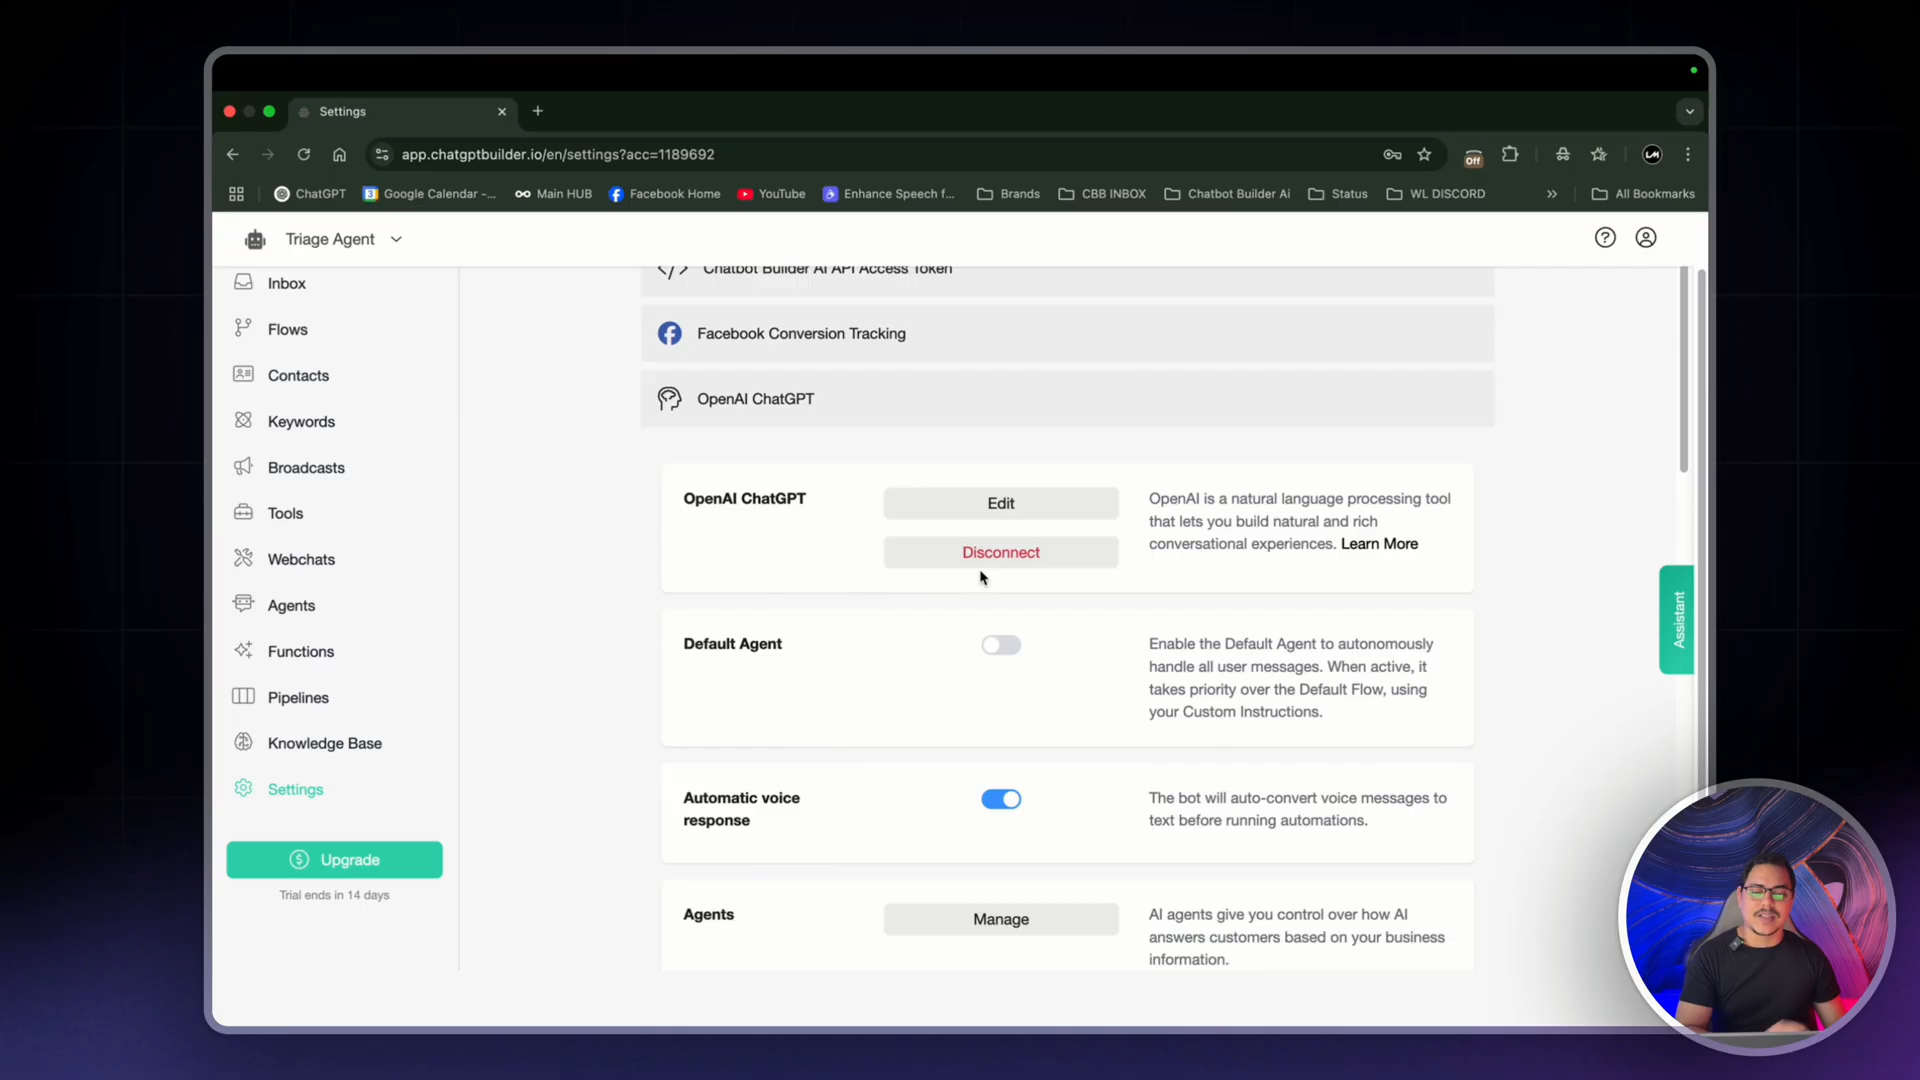 Settings
app.chatgptbuilder.io/en/settings?acc=1189692
Off
LM
ChatGPT
Google Calendar -...
Main HUB
Facebook Home
YouTube
Enhance Speech f...
Brands
CBB INBOX
Chatbot Builder Ai
Status
WL DISCORD
All Bookmarks
Triage Agent
Inbox
Flows
Contacts
Keywords
Broadcasts
Tools
Webchats
Agents
Functions
Pipelines
Knowledge Base
Settings
Upgrade
Trial ends in 14 days
Chatbot Builder AI API Access Token
Facebook Conversion Tracking
OpenAI ChatGPT
OpenAI ChatGPT
Edit
Disconnect
OpenAI is a natural language processing tool
that lets you build natural and rich
conversational experiences. Learn More
Default Agent
Enable the Default Agent to autonomously
handle all user messages. When active, it
takes priority over the Default Flow, using
your Custom Instructions.
Automatic voice
response
The bot will auto-convert voice messages to
text before running automations.
Agents
Manage
AI agents give you control over how AI
answers customers based on your business
information.
Assistant